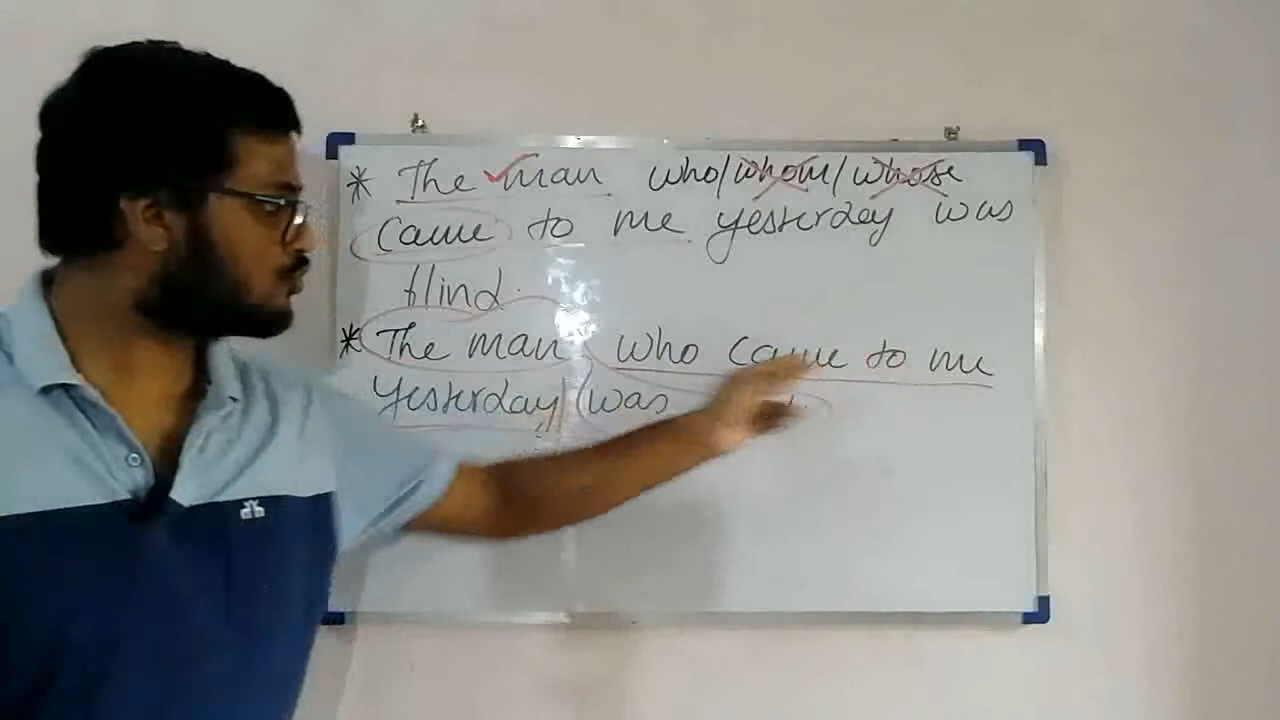 * The man who/whom/whose
came to me yesterday was
blind.
* The man who came to me
yesterday, (was